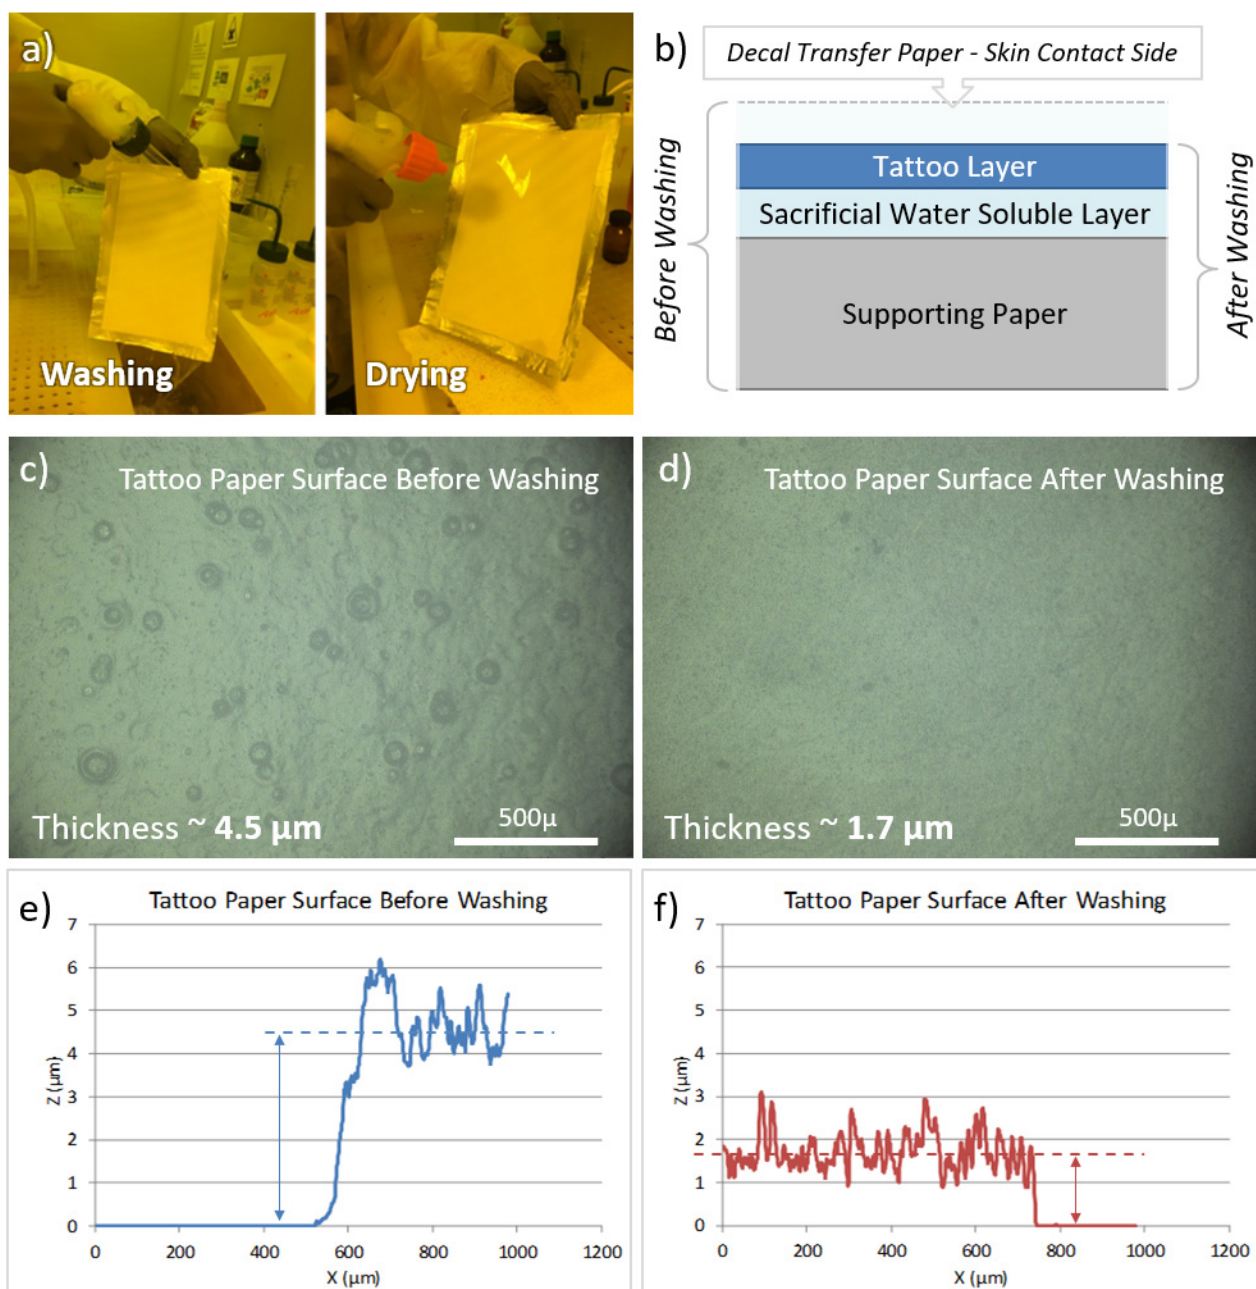 a)
Washing
Drying
b)
Decal Transfer Paper - Skin Contact Side
Before Washing
Tattoo Layer
Sacrificial Water Soluble Layer
Supporting Paper
After Washing
c)
Tattoo Paper Surface Before Washing
Thickness ~ 4.5 µm
500µ
d)
Tattoo Paper Surface After Washing
Thickness ~ 1.7 µm
500µ
e)
Tattoo Paper Surface Before Washing
7
6
5
4
3
2
1
0
Z (µm)
0 200 400 600 800 1000 1200
X (µm)
f)
Tattoo Paper Surface After Washing
7
6
5
4
3
2
1
0
Z (µm)
0 200 400 600 800 1000 1200
X (µm)